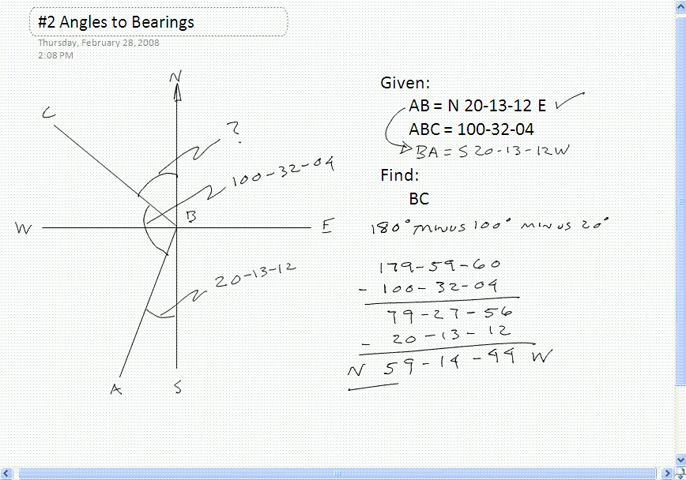 #2 Angles to Bearings
Thursday, February 28, 2008
2:08 PM
N
C
?
100-32-04
B
W
E
20-13-12
A
S
Given:
AB = N 20-13-12 E
ABC = 100-32-04
BA = S 20-13-12 W
Find:
BC
180° MINUS 100° MINUS 20°
179-59-60
- 100-32-04
79-27-56
- 20-13-12
N 59-14-44 W